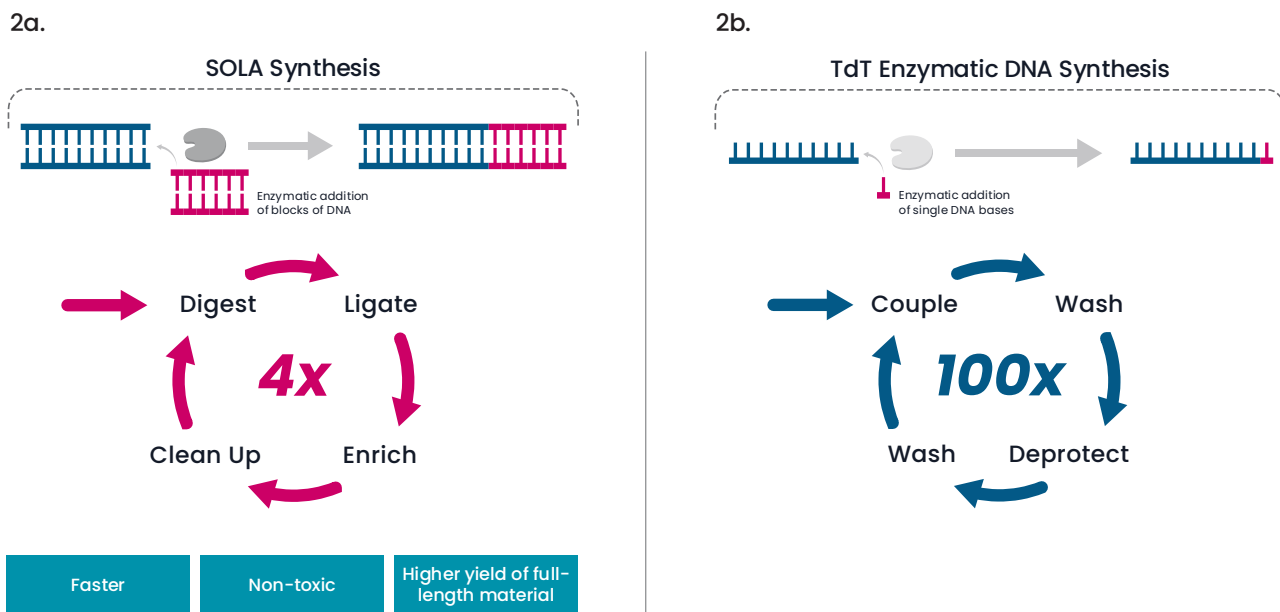 2a.
SOLA Synthesis
Enzymatic addition
of blocks of DNA
Digest
Ligate
4x
Clean Up
Enrich
Faster
Non-toxic
Higher yield of full-
length material
2b.
TdT Enzymatic DNA Synthesis
Enzymatic addition
of single DNA bases
Couple
Wash
100x
Wash
Deprotect